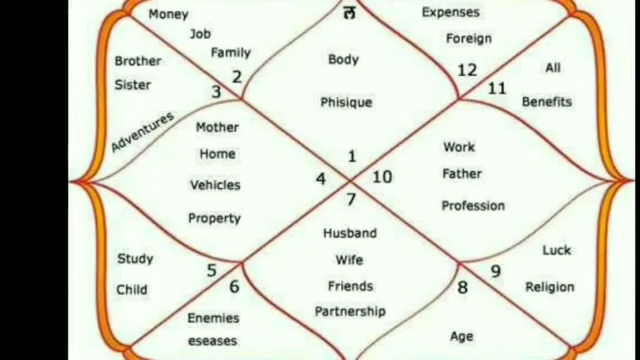 Money
Job
Family
2
Brother
Sister
3
Adventures
ल
Body
Phisique
1
Expenses
Foreign
12
All
11
Benefits
Mother
Home
4
Vehicles
Property
Work
10
Father
Profession
7
Husband
Wife
Friends
Partnership
Study
5
Child
6
Enemies
eseases
8
Age
Luck
9
Religion